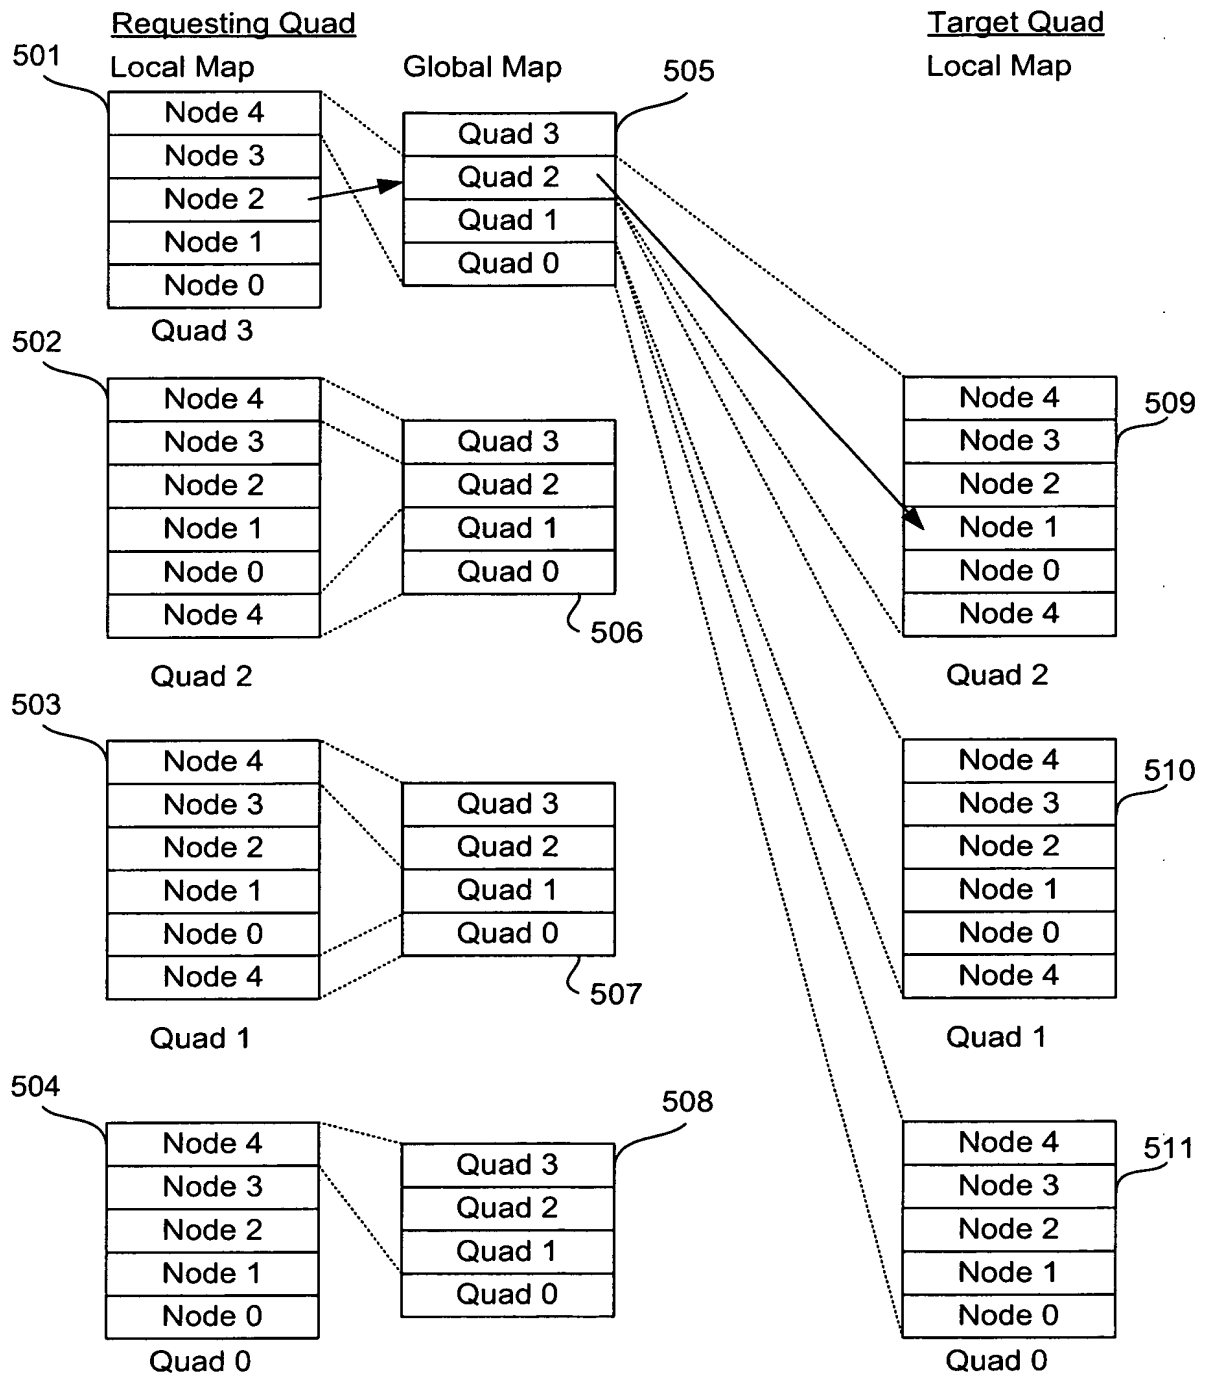 Requesting Quad
Target Quad
501
Local Map
Global Map
505
Local Map
Node 4
Node 3
Node 2
Node 1
Node 0
Quad 3
Quad 3
Quad 2
Quad 1
Quad 0
502
Node 4
Node 3
Node 2
Node 1
Node 0
Node 4
Quad 2
Quad 3
Quad 2
Quad 1
Quad 0
506
Node 4
Node 3
Node 2
Node 1
Node 0
Node 4
509
Quad 2
503
Node 4
Node 3
Node 2
Node 1
Node 0
Node 4
Quad 1
Quad 3
Quad 2
Quad 1
Quad 0
507
Node 4
Node 3
Node 2
Node 1
Node 0
Node 4
510
Quad 1
504
Node 4
Node 3
Node 2
Node 1
Node 0
Quad 0
508
Quad 3
Quad 2
Quad 1
Quad 0
Node 4
Node 3
Node 2
Node 1
Node 0
511
Quad 0